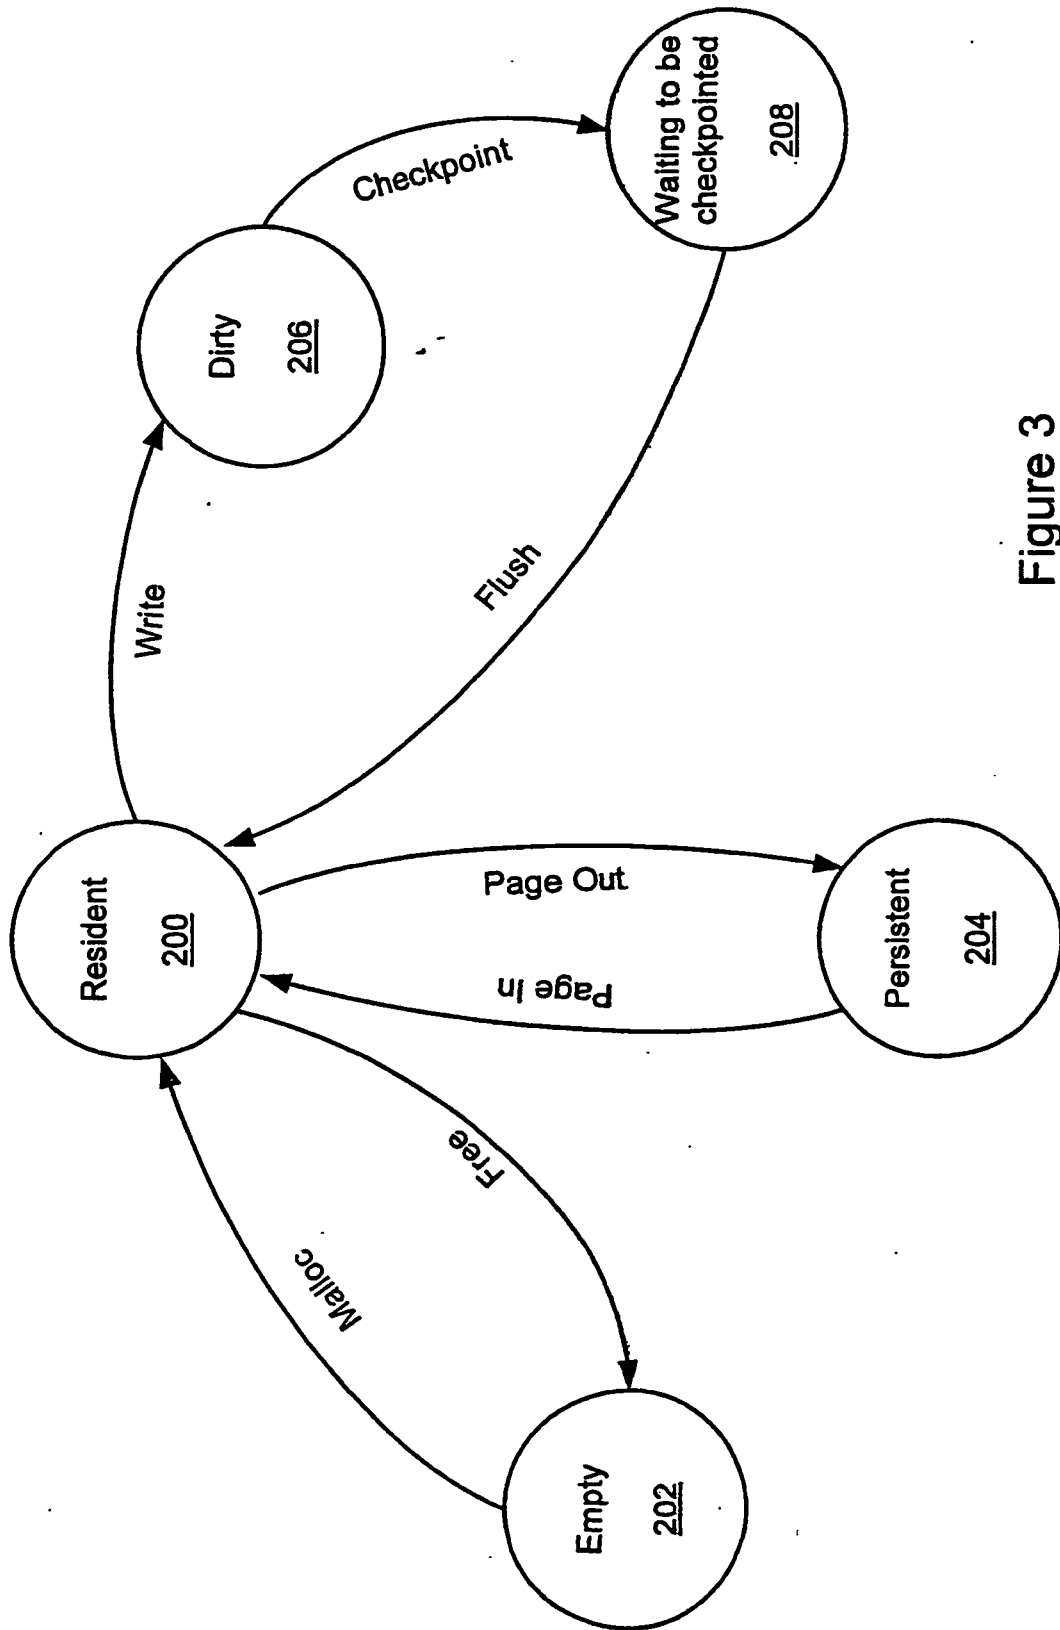 Resident
200
Write
Dirty
206
Checkpoint
Waiting to be
checkpointed
208
Flush
Page Out
Page In
Persistent
204
Malloc
Free
Empty
202
Figure 3